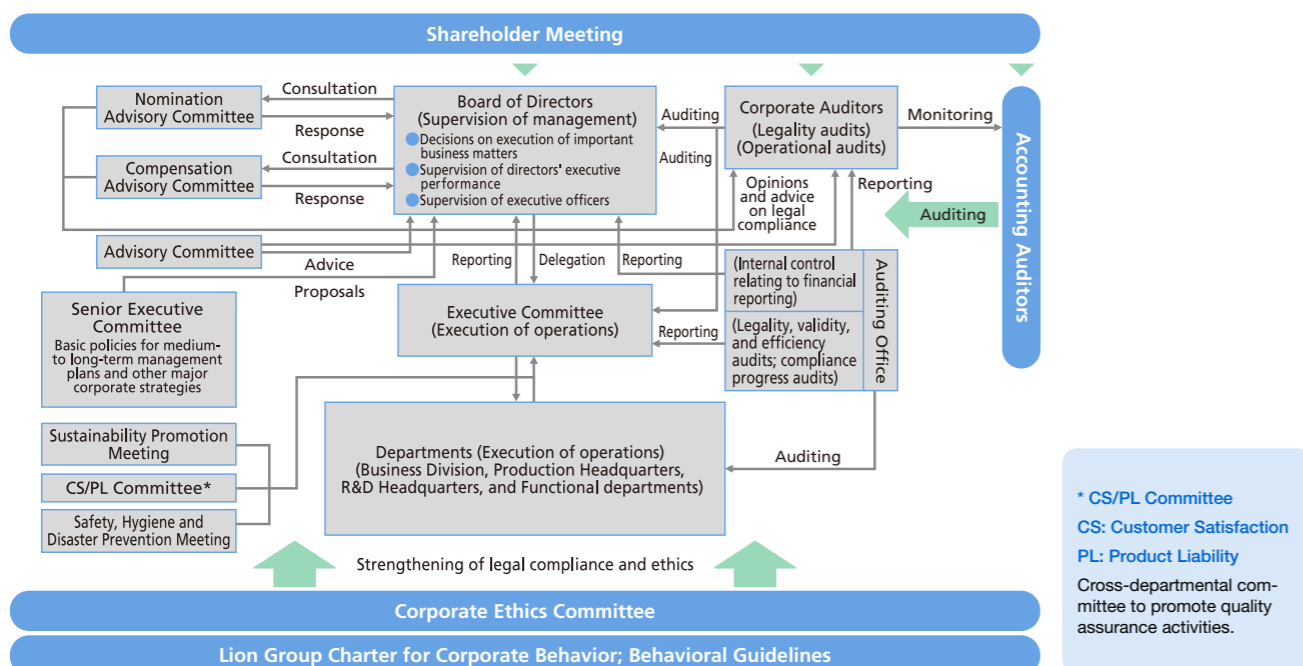 Shareholder Meeting
Nomination
Advisory Committee
Consultation
Response
Compensation
Advisory Committee
Consultation
Response
Board of Directors
(Supervision of management)
●Decisions on execution of important
business matters
●Supervision of directors' executive
performance
●Supervision of executive officers
Auditing
Auditing
Corporate Auditors
(Legality audits)
(Operational audits)
Monitoring
Accounting Auditors
Opinions
and advice
on legal
compliance
Reporting
Auditing
Advisory Committee
Advice
Proposals
Reporting
Delegation
Reporting
Senior Executive
Committee
Basic policies for medium-
to long-term management
plans and other major
corporate strategies
Executive Committee
(Execution of operations)
Reporting
(Internal control
relating to financial
reporting)
(Legality, validity,
and efficiency
audits; compliance
progress audits)
Auditing Office
Sustainability Promotion
Meeting
CS/PL Committee*
Safety, Hygiene and
Disaster Prevention Meeting
Departments (Execution of operations)
(Business Division, Production Headquarters,
R&D Headquarters, and Functional departments)
Auditing
Strengthening of legal compliance and ethics
Corporate Ethics Committee
Lion Group Charter for Corporate Behavior; Behavioral Guidelines
* CS/PL Committee
CS: Customer Satisfaction
PL: Product Liability
Cross-departmental com-
mittee to promote quality
assurance activities.